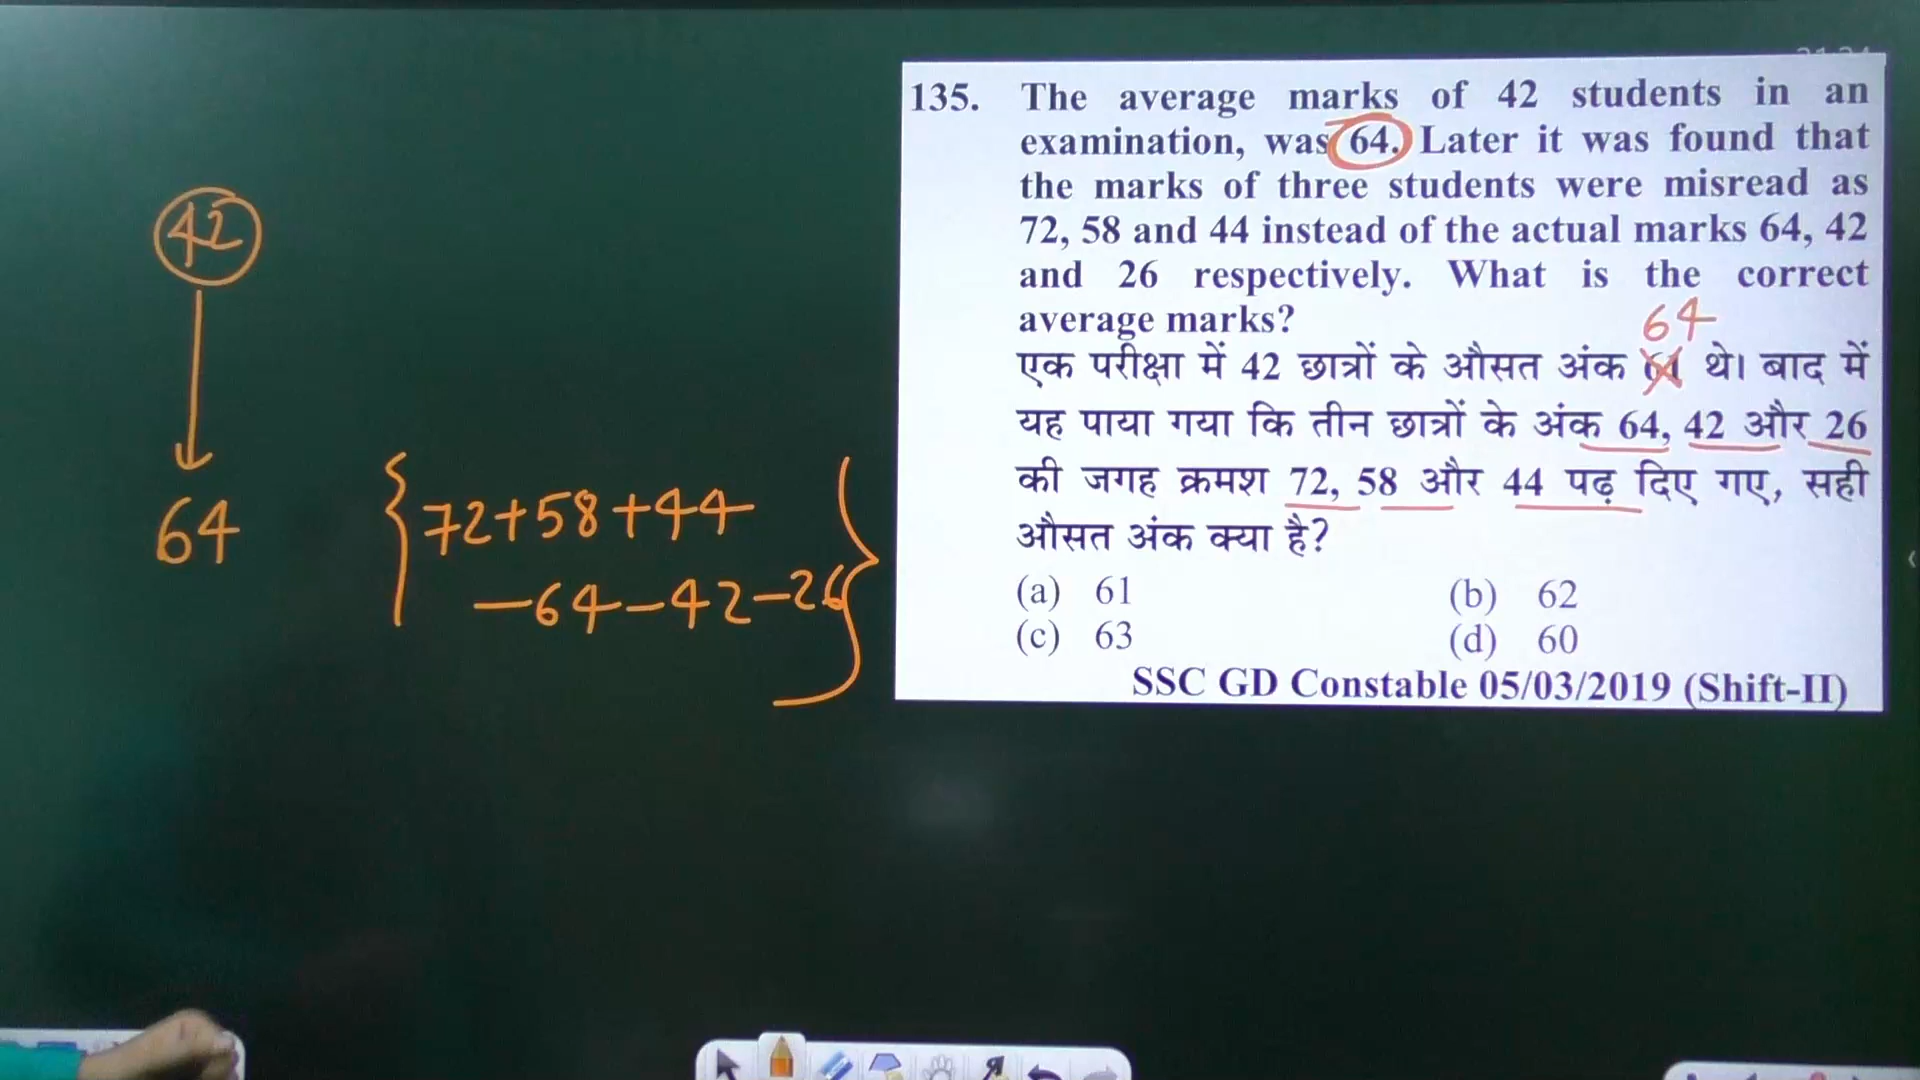 42
64
{72+58+44
-64-42-26}
135. The average marks of 42 students in an
examination, was 64. Later it was found that
the marks of three students were misread as
72, 58 and 44 instead of the actual marks 64, 42
and 26 respectively. What is the correct
average marks?
64
एक परीक्षा में 42 छात्रों के औसत अंक 61 थे। बाद में
यह पाया गया कि तीन छात्रों के अंक 64, 42 और 26
की जगह क्रमश 72, 58 और 44 पढ़ दिए गए, सही
औसत अंक क्या है?
(a) 61 (b) 62
(c) 63 (d) 60
SSC GD Constable 05/03/2019 (Shift-II)